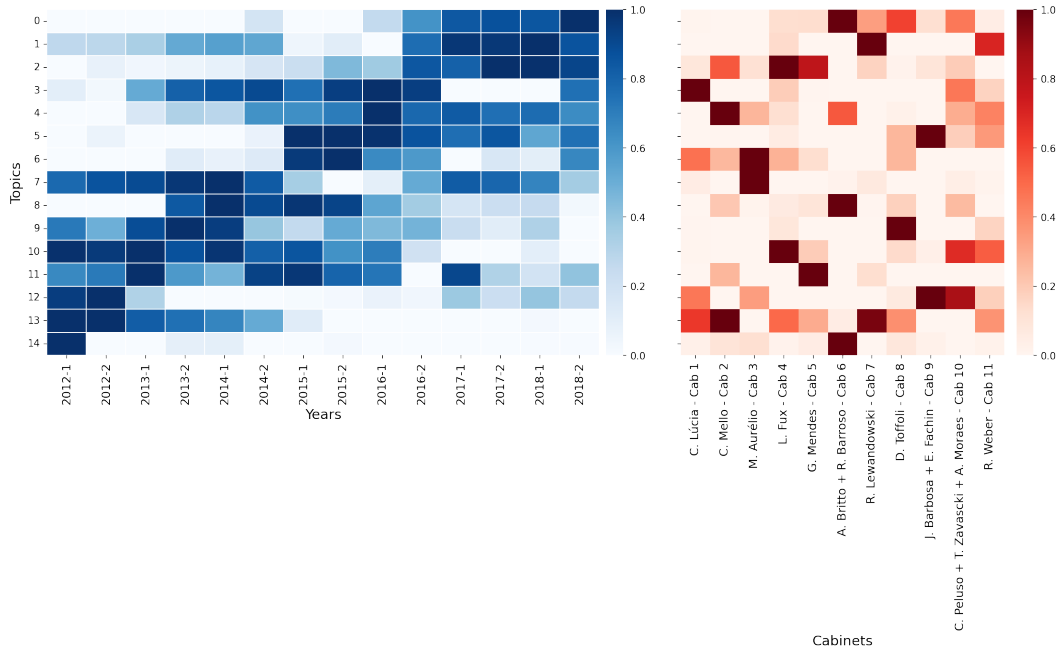 Topics
0
1
2
3
4
5
6
7
8
9
10
11
12
13
14
2012-1
2012-2
2013-1
2013-2
2014-1
2014-2
2015-1
2015-2
2016-1
2016-2
2017-1
2017-2
2018-1
2018-2
Years
1.0
0.8
0.6
0.4
0.2
0.0
C. Lúcia - Cab 1
C. Mello - Cab 2
M. Aurélio - Cab 3
L. Fux - Cab 4
G. Mendes - Cab 5
A. Britto + R. Barroso - Cab 6
R. Lewandowski - Cab 7
D. Toffoli - Cab 8
J. Barbosa + E. Fachin - Cab 9
C. Peluso + T. Zavascki + A. Moraes - Cab 10
R. Weber - Cab 11
Cabinets
1.0
0.8
0.6
0.4
0.2
0.0